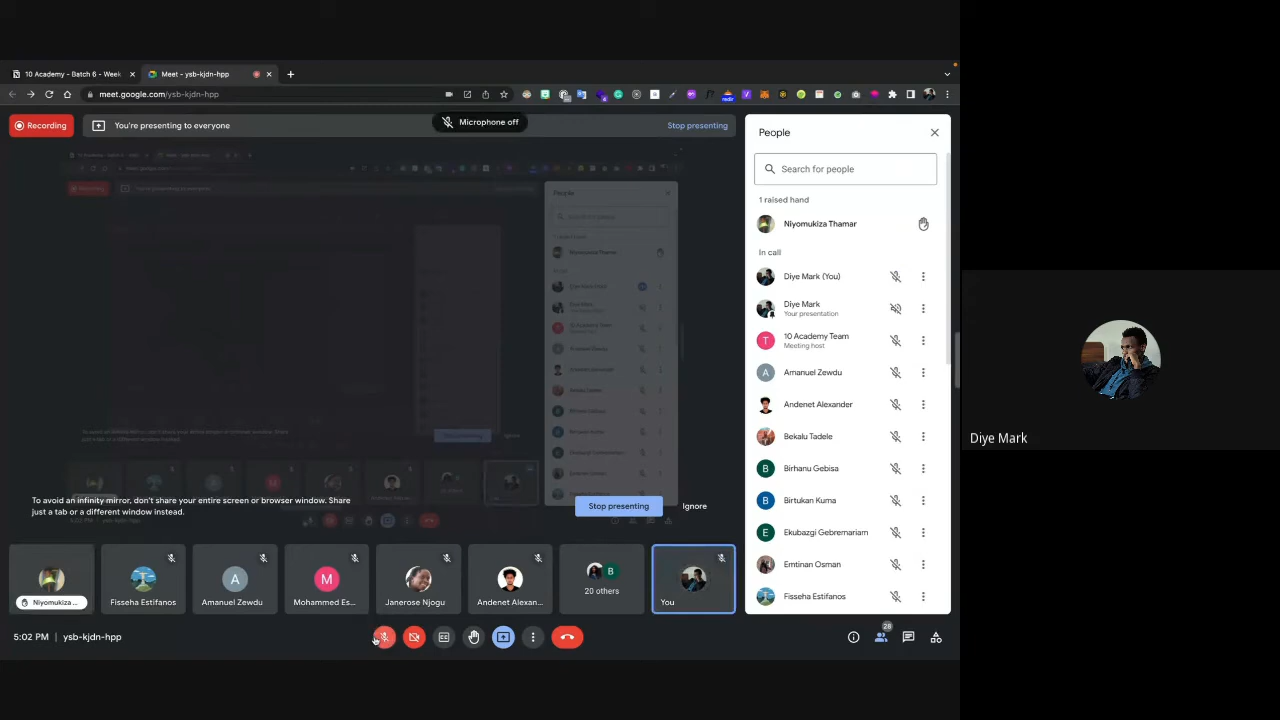 10 Academy - Batch 6 - Week
Meet - ysb-kjdn-hpp
meet.google.com/ysb-kjdn-hpp
Recording
You're presenting to everyone
Microphone off
Stop presenting
People
Search for people
1 raised hand
Niyomukiza Thamar
In call
Diye Mark (You)
Diye Mark
Your presentation
T
10 Academy Team
Meeting host
A
Amanuel Zewdu
Andenet Alexander
Bekalu Tadele
B
Birhanu Gebisa
B
Birtukan Kuma
E
Ekubazgi Gebremariam
Emtinan Osman
Fisseha Estifanos
To avoid an infinity mirror, don't share your entire screen or browser window. Share
just a tab or a different window instead.
Stop presenting
Ignore
Niyomukiza ...
Fisseha Estifanos
A
Amanuel Zewdu
M
Mohammed Es...
Janerose Njogu
Andenet Alexan...
B
20 others
You
5:02 PM | ysb-kjdn-hpp
28
Diye Mark